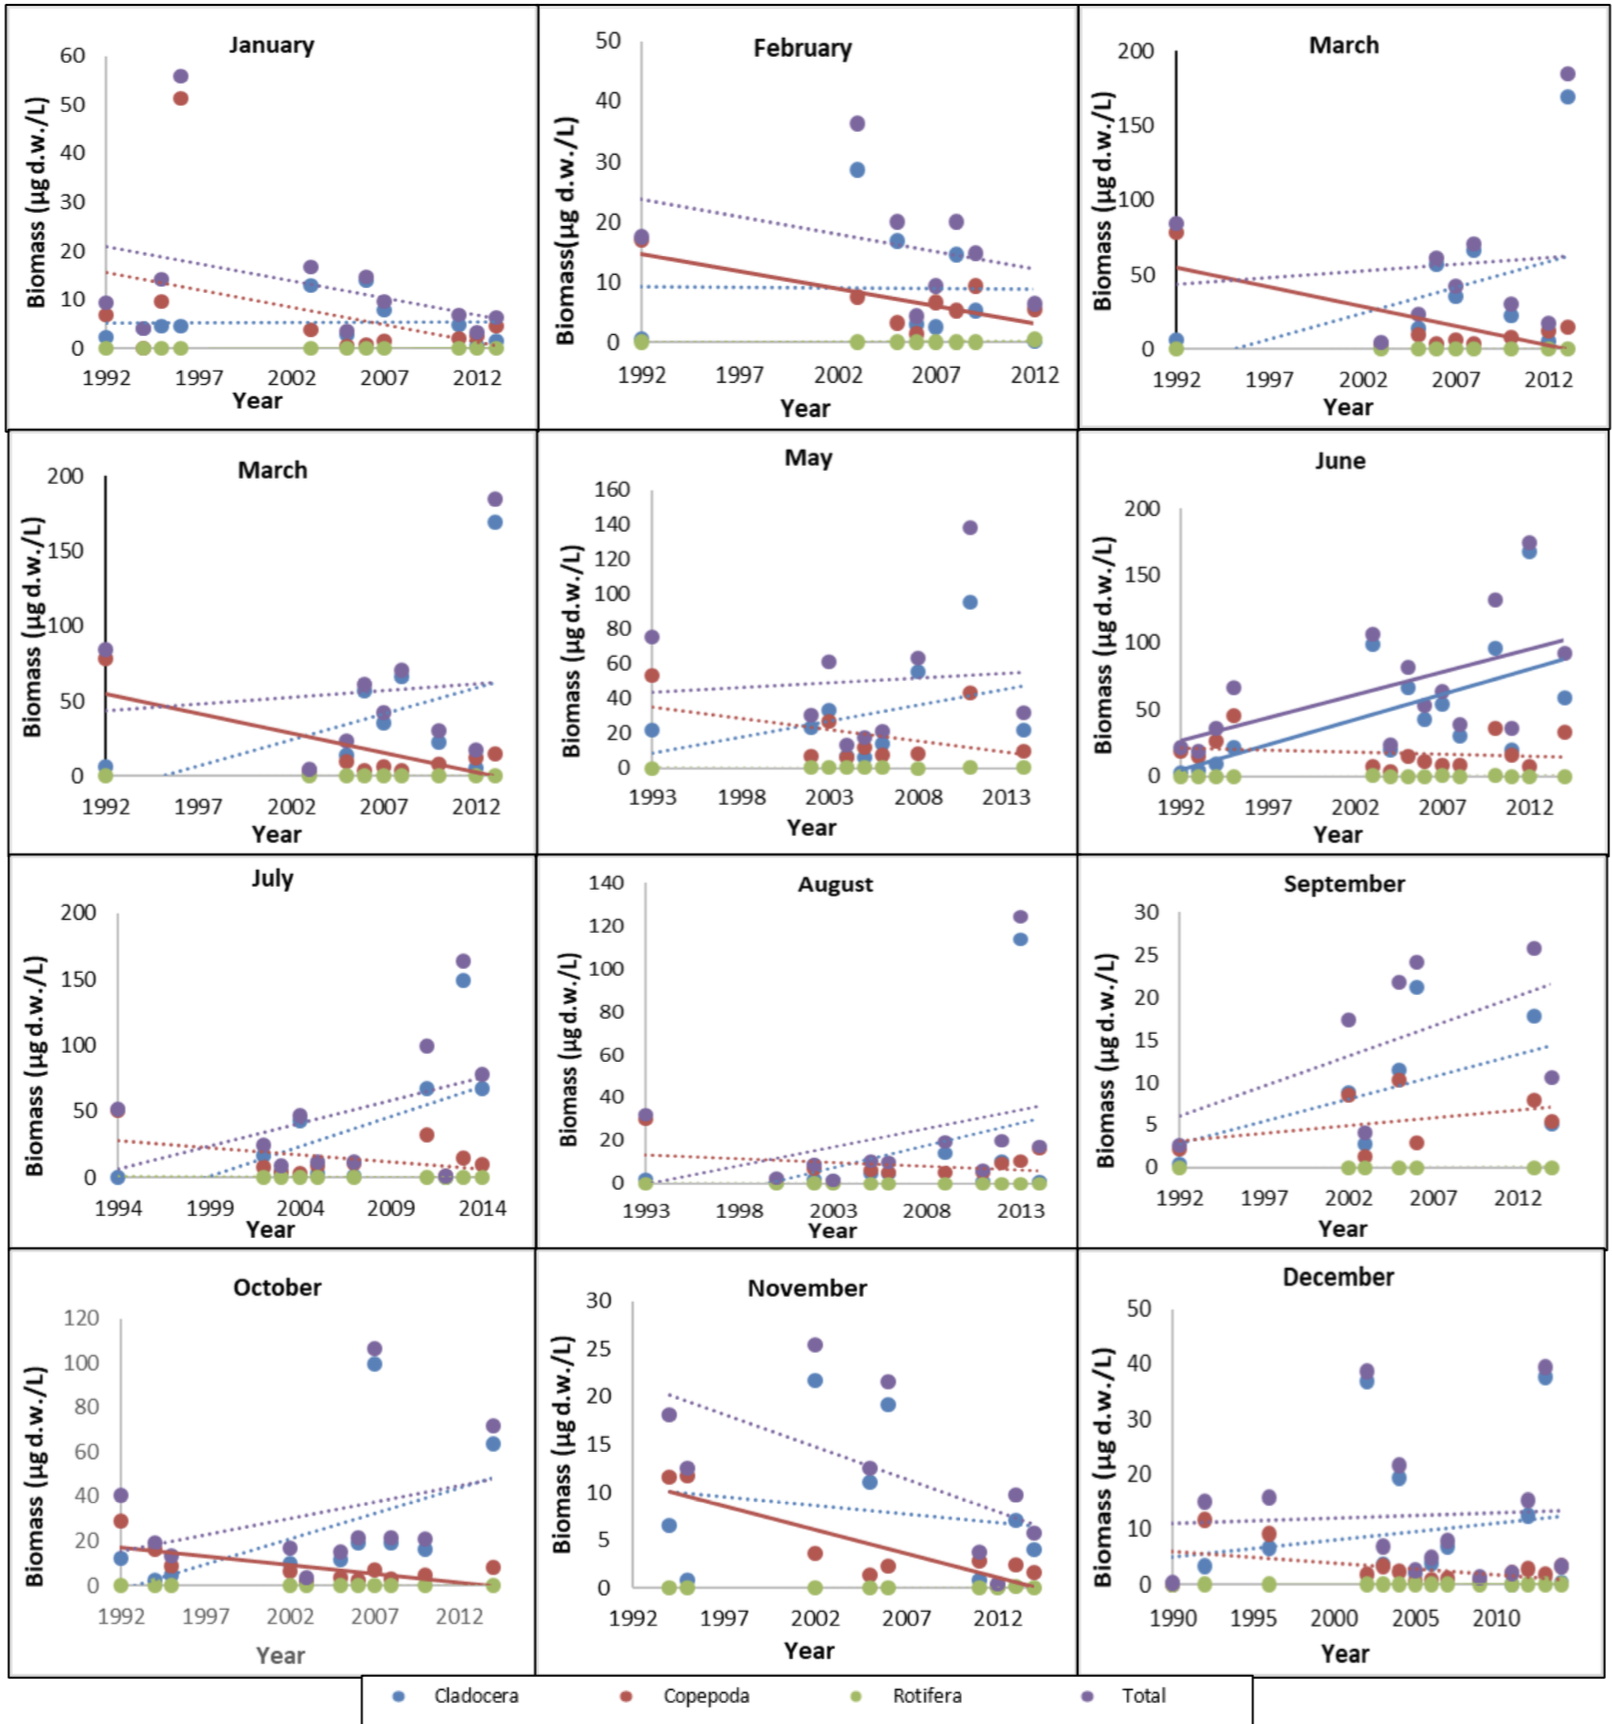 January
60
50
40
30
20
10
0
Biomass (µg d.w./L)
1992 1997 2002 2007 2012
Year
February
50
40
30
20
10
0
Biomass(µg d.w./L)
1992 1997 2002 2007 2012
Year
March
200
150
100
50
0
Biomass (µg d.w./L)
1992 1997 2002 2007 2012
Year
March
200
150
100
50
0
Biomass (µg d.w./L)
1992 1997 2002 2007 2012
Year
May
160
140
120
100
80
60
40
20
0
Biomass (µg d.w./L)
1993 1998 2003 2008 2013
Year
June
200
150
100
50
0
Biomass (µg d.w./L)
1992 1997 2002 2007 2012
Year
July
200
150
100
50
0
Biomass (µg d.w./L)
1994 1999 2004 2009 2014
Year
August
140
120
100
80
60
40
20
0
Biomass (µg d.w./L)
1993 1998 2003 2008 2013
Year
September
30
25
20
15
10
5
0
Biomass (µg d.w./L)
1992 1997 2002 2007 2012
Year
October
120
100
80
60
40
20
0
Biomass (µg d.w./L)
1992 1997 2002 2007 2012
Year
November
30
25
20
15
10
5
0
Biomass (µg d.w./L)
1992 1997 2002 2007 2012
Year
December
50
40
30
20
10
0
Biomass (µg d.w./L)
1990 1995 2000 2005 2010
Year
Cladocera Copepoda Rotifera Total